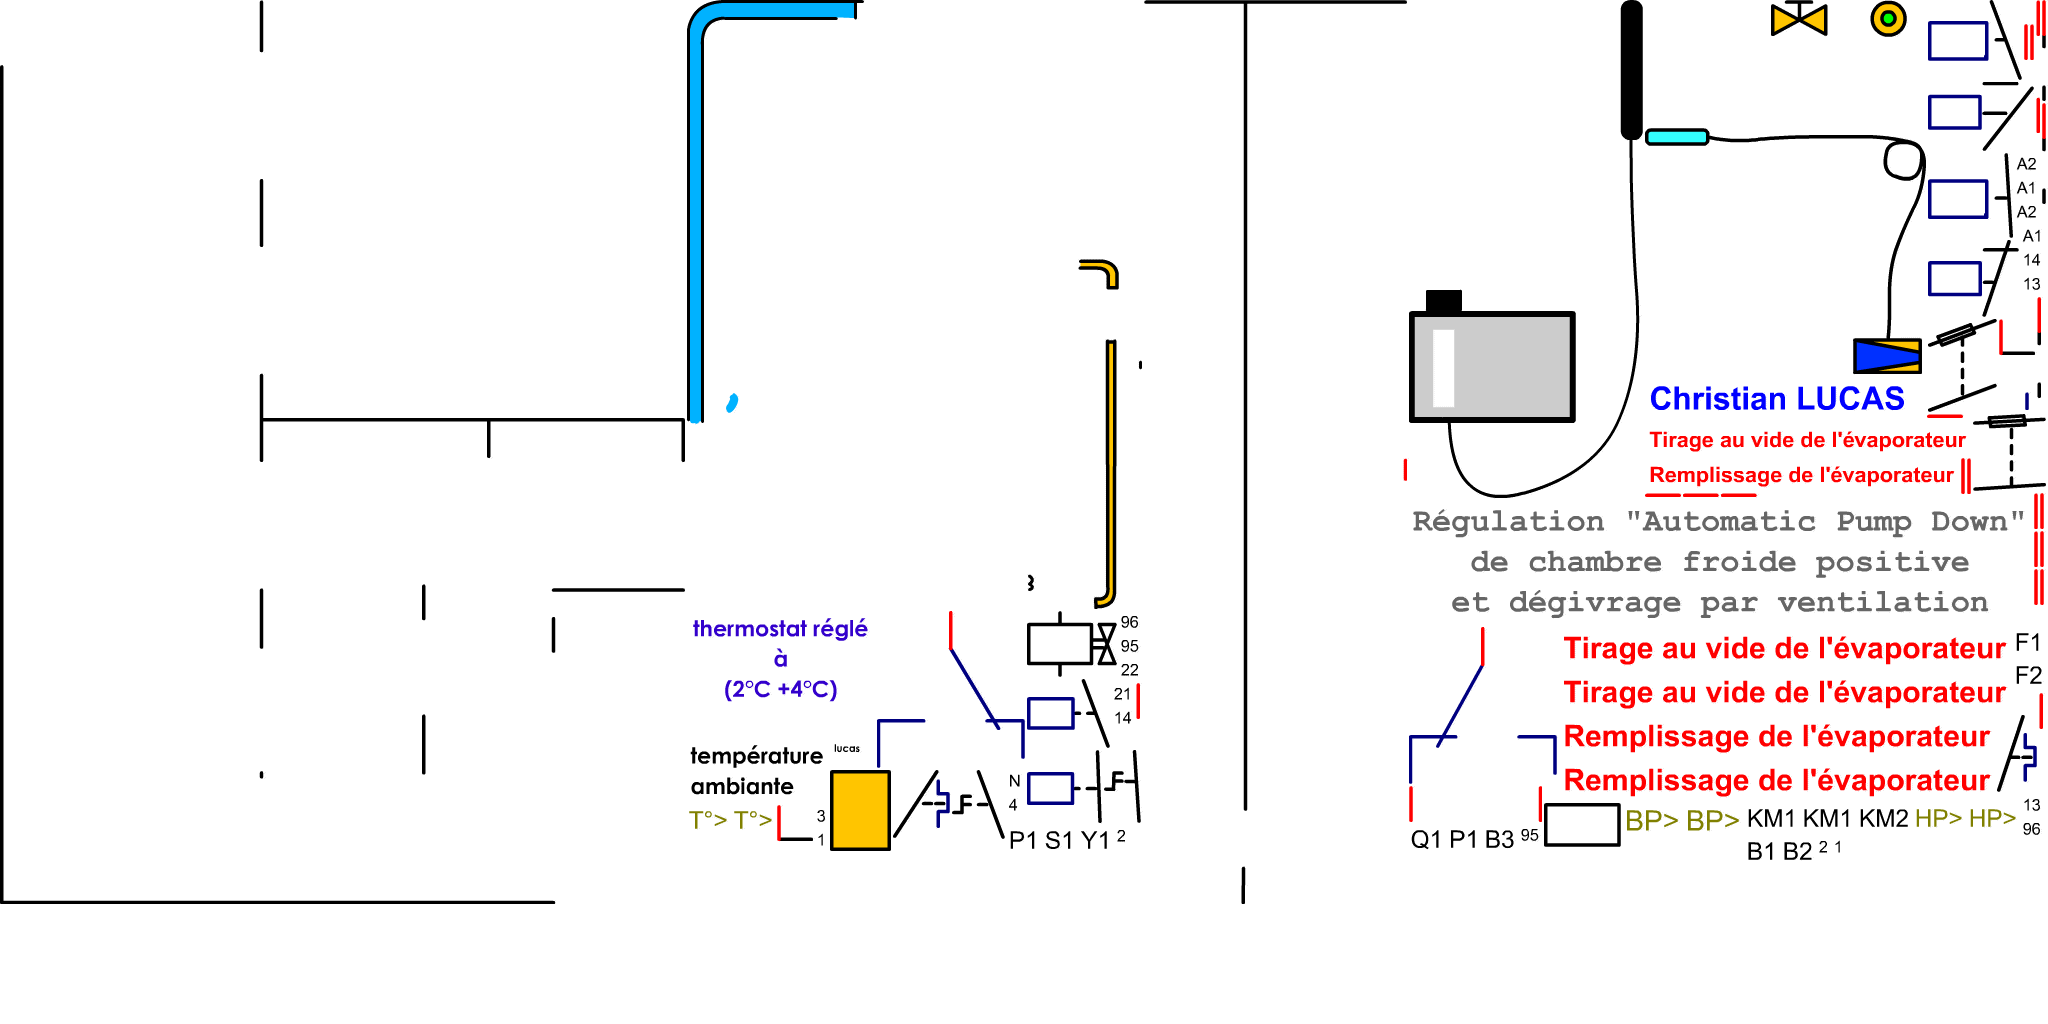 A2
A1
A2
A1
14
13
Christian LUCAS
Tirage au vide de l'évaporateur
Remplissage de l'évaporateur
Régulation "Automatic Pump Down"
de chambre froide positive
et dégivrage par ventilation
thermostat réglé
à
(2°C +4°C)
96
95
22
21
14
Tirage au vide de l'évaporateur F1
F2
Tirage au vide de l'évaporateur
Remplissage de l'évaporateur
Remplissage de l'évaporateur
température lucas
ambiante
T°> T°>
3
1
N
4
P1 S1 Y1 2
Q1 P1 B3 95
BP> BP> KM1 KM1 KM2 HP> HP>
13
96
B1 B2 2 1